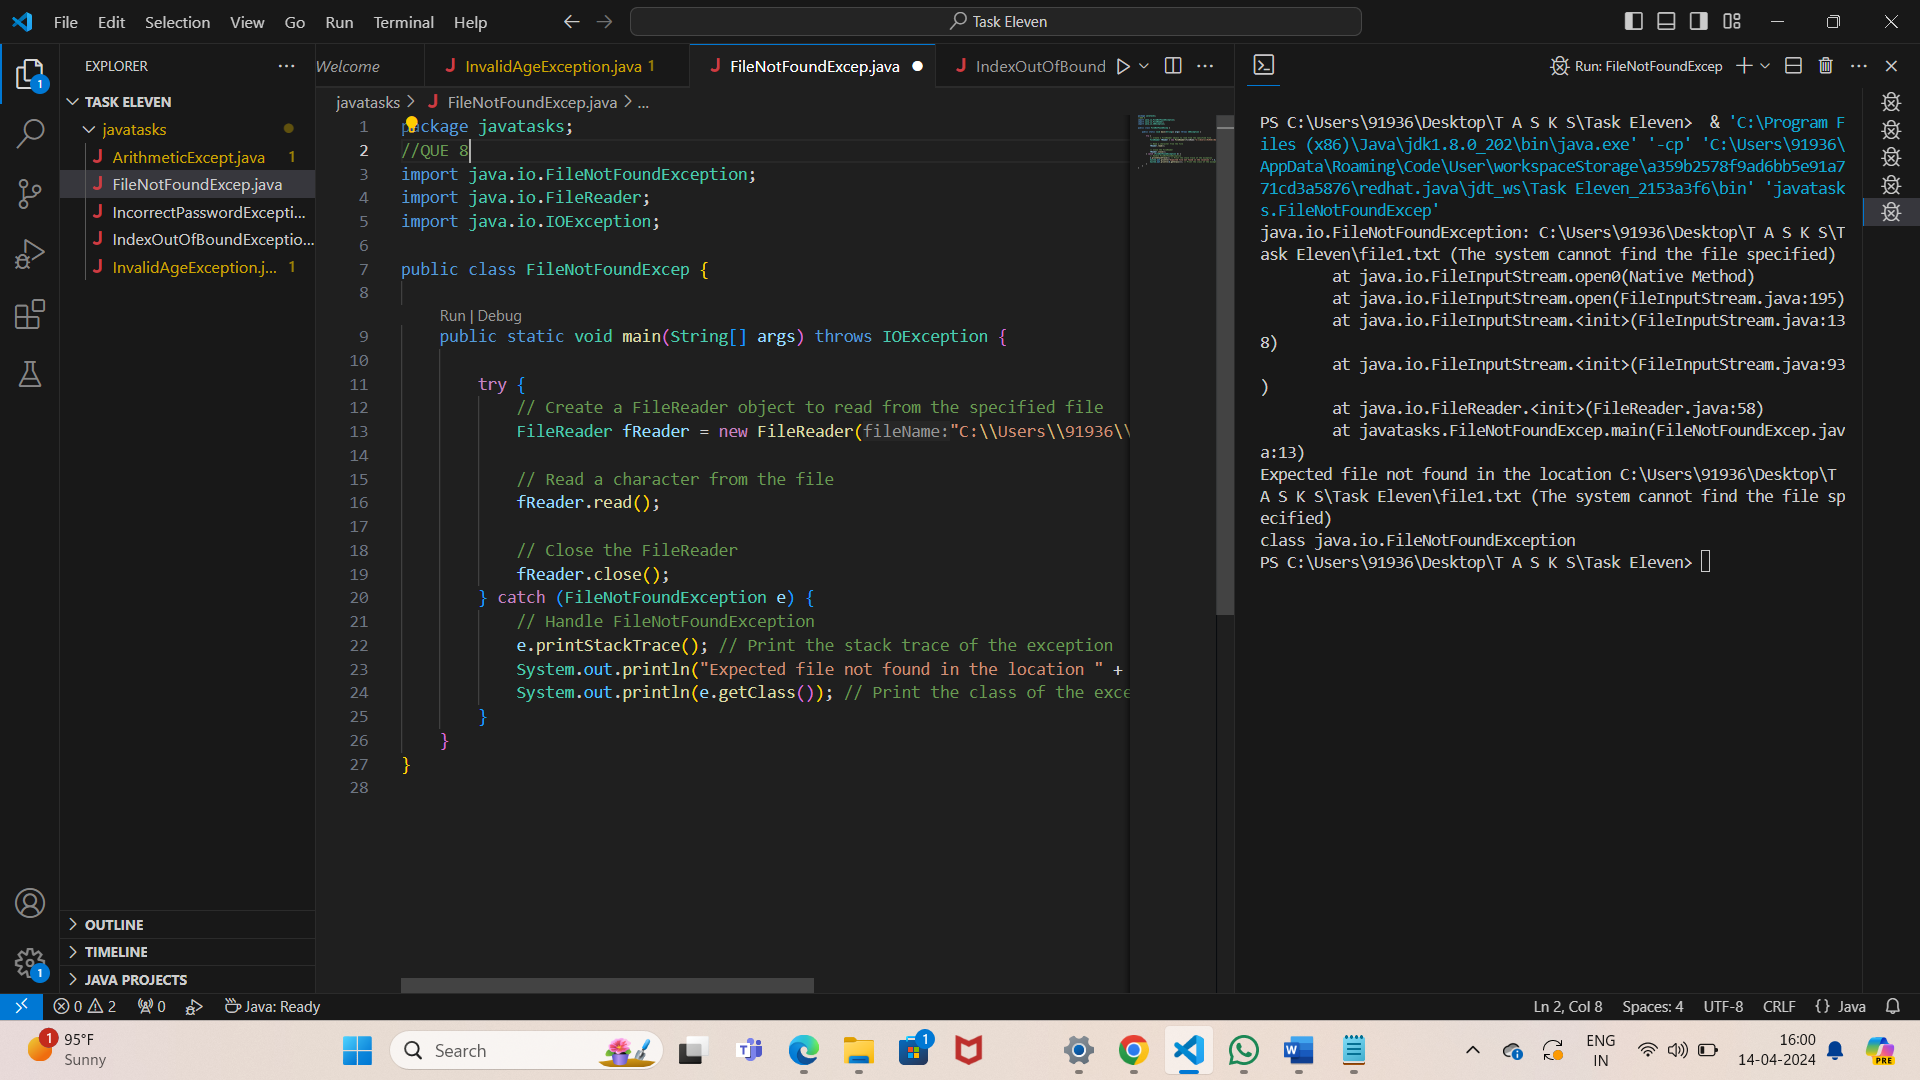 File Edit Selection View Go Run Terminal Help
Task Eleven
EXPLORER
TASK ELEVEN
javatasks
ArithmeticExcept.java 1
FileNotFoundExcep.java
IncorrectPasswordExcepti...
IndexOutOfBoundExceptio...
InvalidAgeException.j... 1
OUTLINE
TIMELINE
JAVA PROJECTS
1
1
Welcome InvalidAgeException.java 1 FileNotFoundExcep.java IndexOutOfBound
javatasks > FileNotFoundExcep.java > ...
1 package javatasks;
2 //QUE 8
3 import java.io.FileNotFoundException;
4 import java.io.FileReader;
5 import java.io.IOException;
6
7 public class FileNotFoundExcep {
8
Run | Debug
9 public static void main(String[] args) throws IOException {
10
11 try {
12 // Create a FileReader object to read from the specified file
13 FileReader fReader = new FileReader(fileName:"C:\\Users\\91936\\
14
15 // Read a character from the file
16 fReader.read();
17
18 // Close the FileReader
19 fReader.close();
20 } catch (FileNotFoundException e) {
21 // Handle FileNotFoundException
22 e.printStackTrace(); // Print the stack trace of the exception
23 System.out.println("Expected file not found in the location " +
24 System.out.println(e.getClass()); // Print the class of the exce
25 }
26 }
27 }
28
Run: FileNotFoundExcep
PS C:\Users\91936\Desktop\T A S K S\Task Eleven>  & 'C:\Program F
iles (x86)\Java\jdk1.8.0_202\bin\java.exe' '-cp' 'C:\Users\91936\
AppData\Roaming\Code\User\workspaceStorage\a359b2578f9ad6bb5e91a7
71cd3a5876\redhat.java\jdt_ws\Task Eleven_2153a3f6\bin' 'javatask
s.FileNotFoundExcep'
java.io.FileNotFoundException: C:\Users\91936\Desktop\T A S K S\T
ask Eleven\file1.txt (The system cannot find the file specified)
at java.io.FileInputStream.open0(Native Method)
at java.io.FileInputStream.open(FileInputStream.java:195)
at java.io.FileInputStream.<init>(FileInputStream.java:13
8)
at java.io.FileInputStream.<init>(FileInputStream.java:93
)
at java.io.FileReader.<init>(FileReader.java:58)
at javatasks.FileNotFoundExcep.main(FileNotFoundExcep.jav
a:13)
Expected file not found in the location C:\Users\91936\Desktop\T
A S K S\Task Eleven\file1.txt (The system cannot find the file sp
ecified)
class java.io.FileNotFoundException
PS C:\Users\91936\Desktop\T A S K S\Task Eleven>
0 2 0 Java: Ready
Ln 2, Col 8 Spaces: 4 UTF-8 CRLF {} Java
1 95°F
Sunny
Search
1
ENG
IN
16:00
14-04-2024
PRE